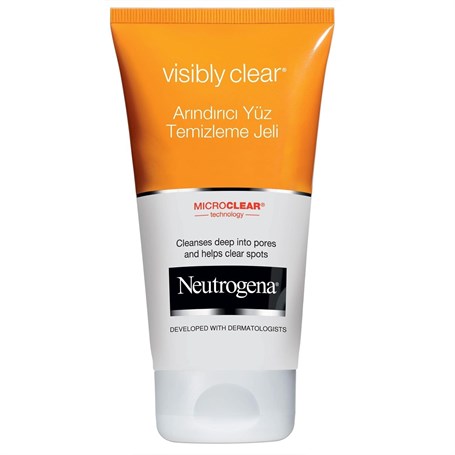 visibly clear®
Arındırıcı Yüz
Temizleme Jeli
MICROCLEAR®
technology
Cleanses deep into pores
and helps clear spots
Neutrogena®
DEVELOPED WITH DERMATOLOGISTS